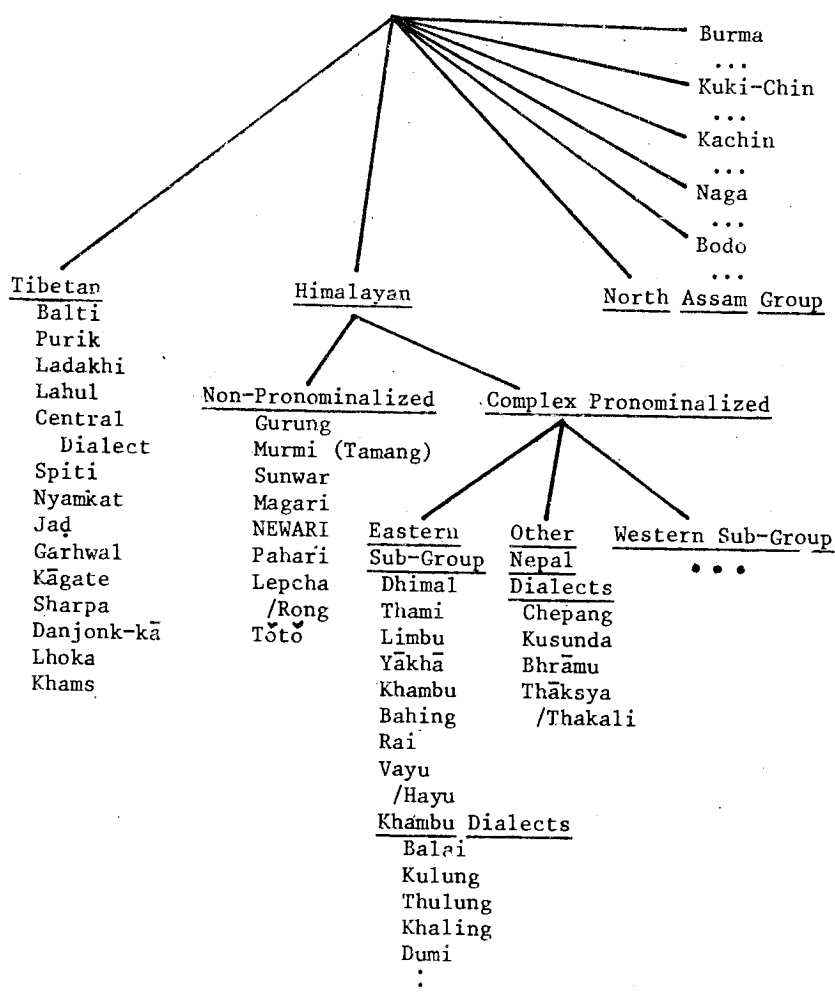 Burma
...
Kuki-Chin
...
Kachin
...
Naga
...
Bodo
...
North Assam Group
Tibetan
Balti
Purik
Ladakhi
Lahul
Central
Dialect
Spiti
Nyamkat
Jaḍ
Garhwal
Kāgate
Sharpa
Danjonk-kā
Lhoka
Khams
Himalayan
Non-Pronominalized
Gurung
Murmi (Tamang)
Sunwar
Magari
NEWARI
Pahari
Lepcha
/Rong
Tŏtŏ
Complex Pronominalized
Eastern
Sub-Group
Dhimal
Thami
Limbu
Yākhā
Khambu
Bahing
Rai
Vayu
/Hayu
Khambu Dialects
Balai
Kulung
Thulung
Khaling
Dumi
⋮
Other
Nepal
Dialects
Chepang
Kusunda
Bhrāmu
Thāksya
/Thakali
Western Sub-Group
...